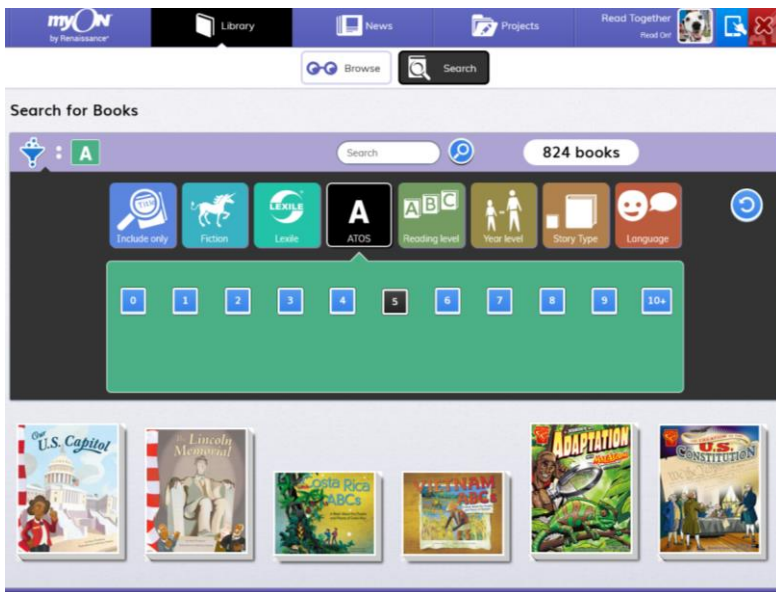 myON
by Renaissance®
Library
News
Projects
Read Together
Read On!
Browse
Search
Search for Books
: A
Search
824 books
TITLE
LEXILE
A
A B C
Include only
Fiction
Lexile
ATOS
Reading level
Year level
Story Type
Language
0 1 2 3 4 5 6 7 8 9 10+
Our
U.S. Capitol
The Lincoln
Memorial
Costa Rica
ABCs
VIETNAM
ABCs
ADAPTATION
U.S.
CONSTITUTION